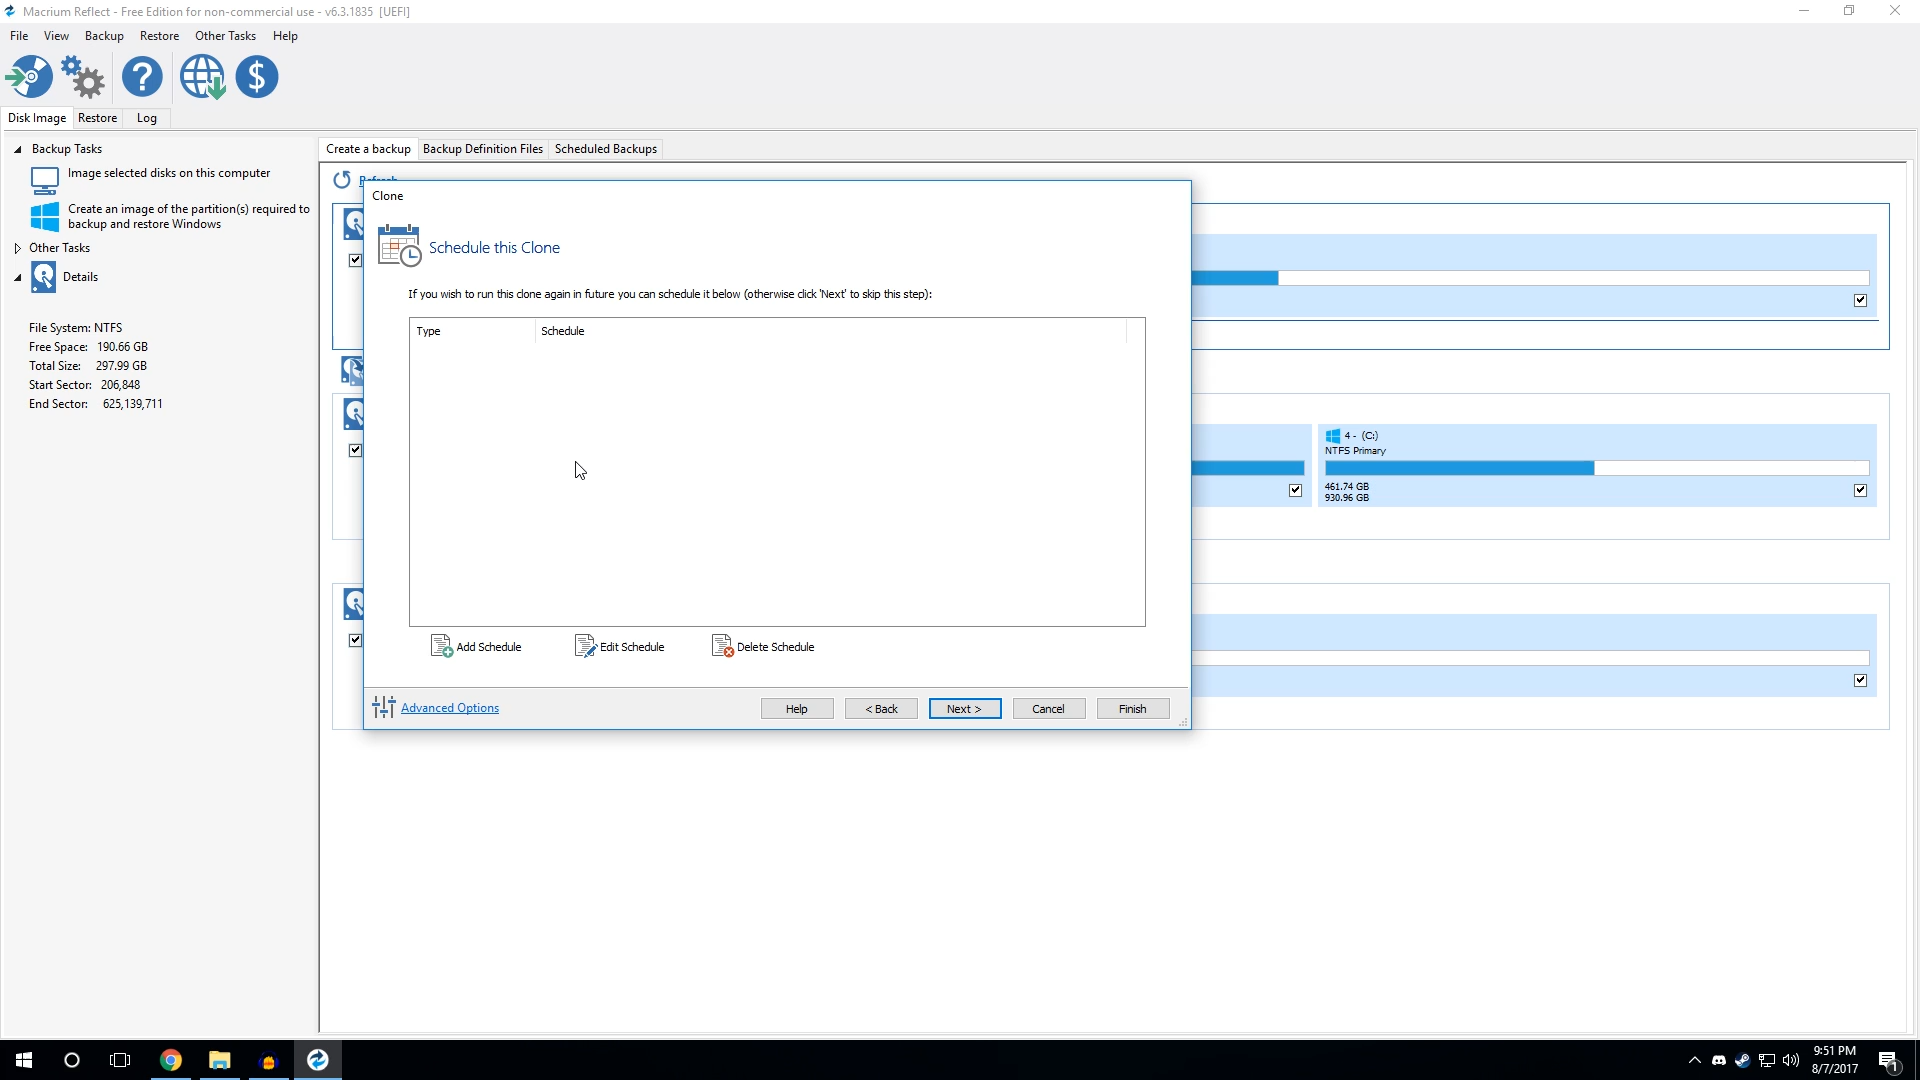 Macrium Reflect - Free Edition for non-commercial use - v6.3.1835 [UEFI]
File View Backup Restore Other Tasks Help
Disk Image Restore Log
Backup Tasks
Image selected disks on this computer
Create an image of the partition(s) required to
backup and restore Windows
Other Tasks
Details
File System: NTFS
Free Space: 190.66 GB
Total Size: 297.99 GB
Start Sector: 206,848
End Sector: 625,139,711
Create a backup Backup Definition Files Scheduled Backups
Refresh
Clone
Schedule this Clone
If you wish to run this clone again in future you can schedule it below (otherwise click 'Next' to skip this step):
Type Schedule
Add Schedule Edit Schedule Delete Schedule
Advanced Options
Help < Back Next > Cancel Finish
4 - (C:)
NTFS Primary
461.74 GB
930.96 GB
9:51 PM
8/7/2017
1